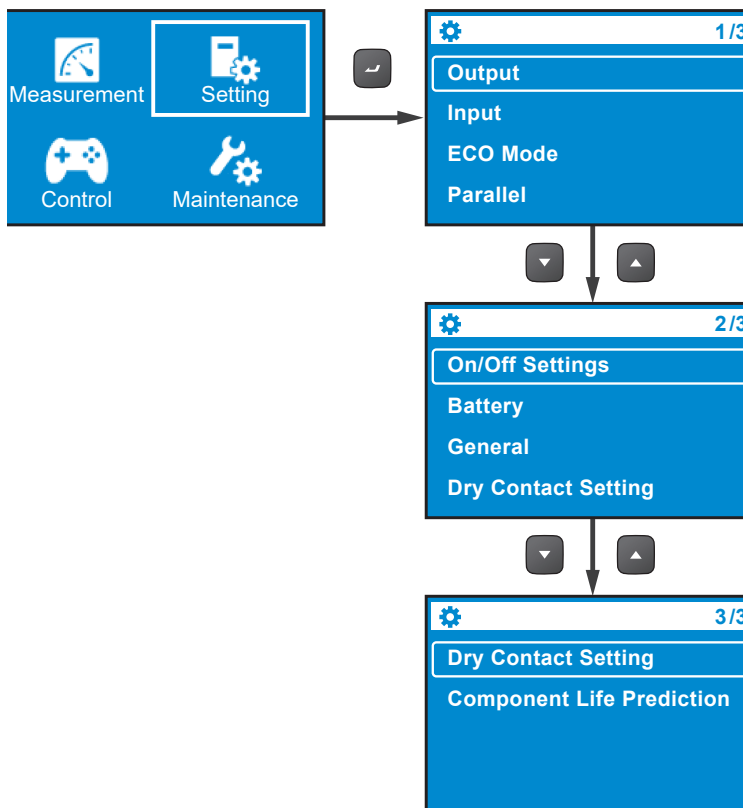 Measurement
Setting
Control
Maintenance
1/3
Output
Input
ECO Mode
Parallel
2/3
On/Off Settings
Battery
General
Dry Contact Setting
3/3
Dry Contact Setting
Component Life Prediction